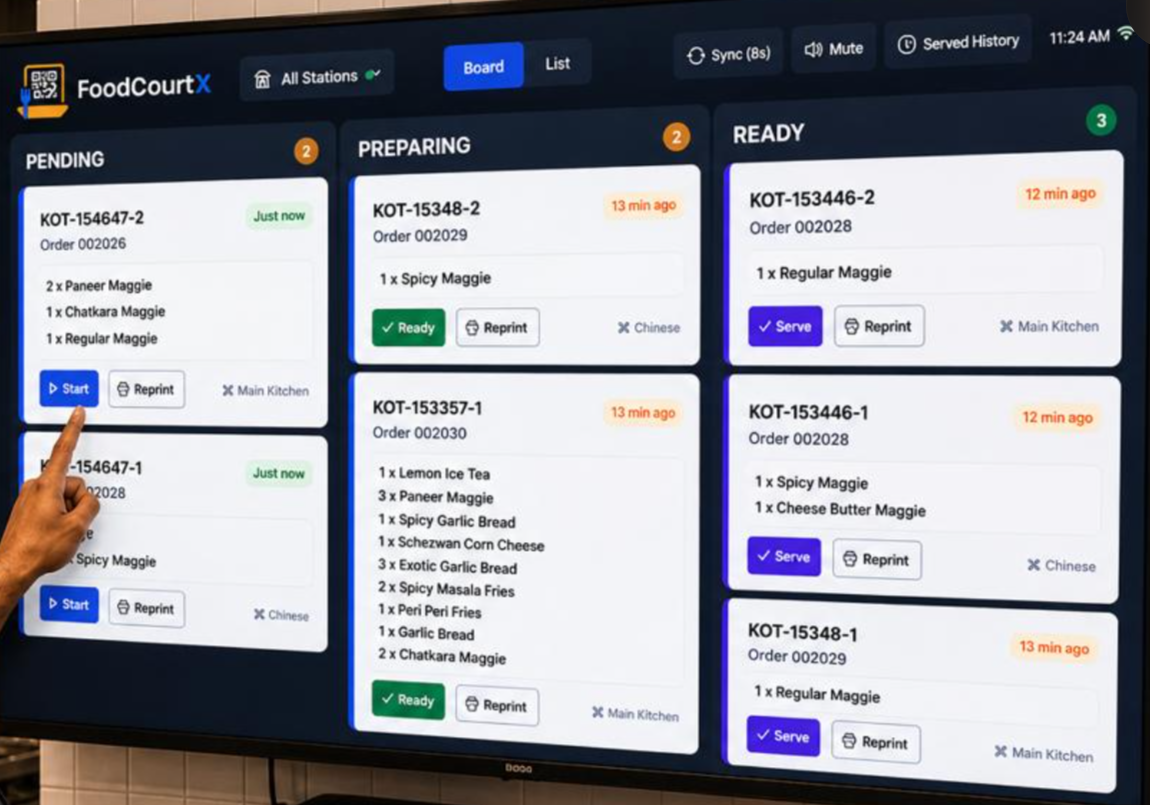 FoodCourtX
All Stations
Board
List
Sync (8s)
Mute
Served History
11:24 AM
PENDING
2
KOT-154647-2
Just now
Order 002026
2 x Paneer Maggie
1 x Chatkara Maggie
1 x Regular Maggie
Start
Reprint
Main Kitchen
-154647-1
Just now
Spicy Maggie
Start
Reprint
Chinese
PREPARING
2
KOT-15348-2
13 min ago
Order 002029
1 x Spicy Maggie
Ready
Reprint
Chinese
KOT-153357-1
13 min ago
Order 002030
1 x Lemon Ice Tea
3 x Paneer Maggie
1 x Spicy Garlic Bread
1 x Schezwan Corn Cheese
3 x Exotic Garlic Bread
2 x Spicy Masala Fries
1 x Peri Peri Fries
1 x Garlic Bread
2 x Chatkara Maggie
Ready
Reprint
Main Kitchen
READY
3
KOT-153446-2
12 min ago
Order 002028
1 x Regular Maggie
Serve
Reprint
Main Kitchen
KOT-153446-1
12 min ago
Order 002028
1 x Spicy Maggie
1 x Cheese Butter Maggie
Serve
Reprint
Chinese
KOT-15348-1
13 min ago
Order 002029
1 x Regular Maggie
Serve
Reprint
Main Kitchen